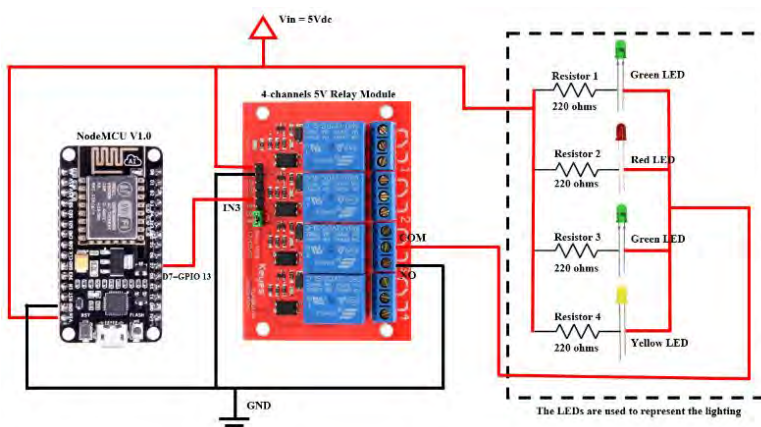 Vin = 5Vdc
4-channels 5V Relay Module
NodeMCU V1.0
IN3
D7-GPIO 13
COM
NO
GND
Resistor 1
220 ohms
Green LED
Resistor 2
220 ohms
Red LED
Resistor 3
220 ohms
Green LED
Resistor 4
220 ohms
Yellow LED
The LEDs are used to represent the lighting